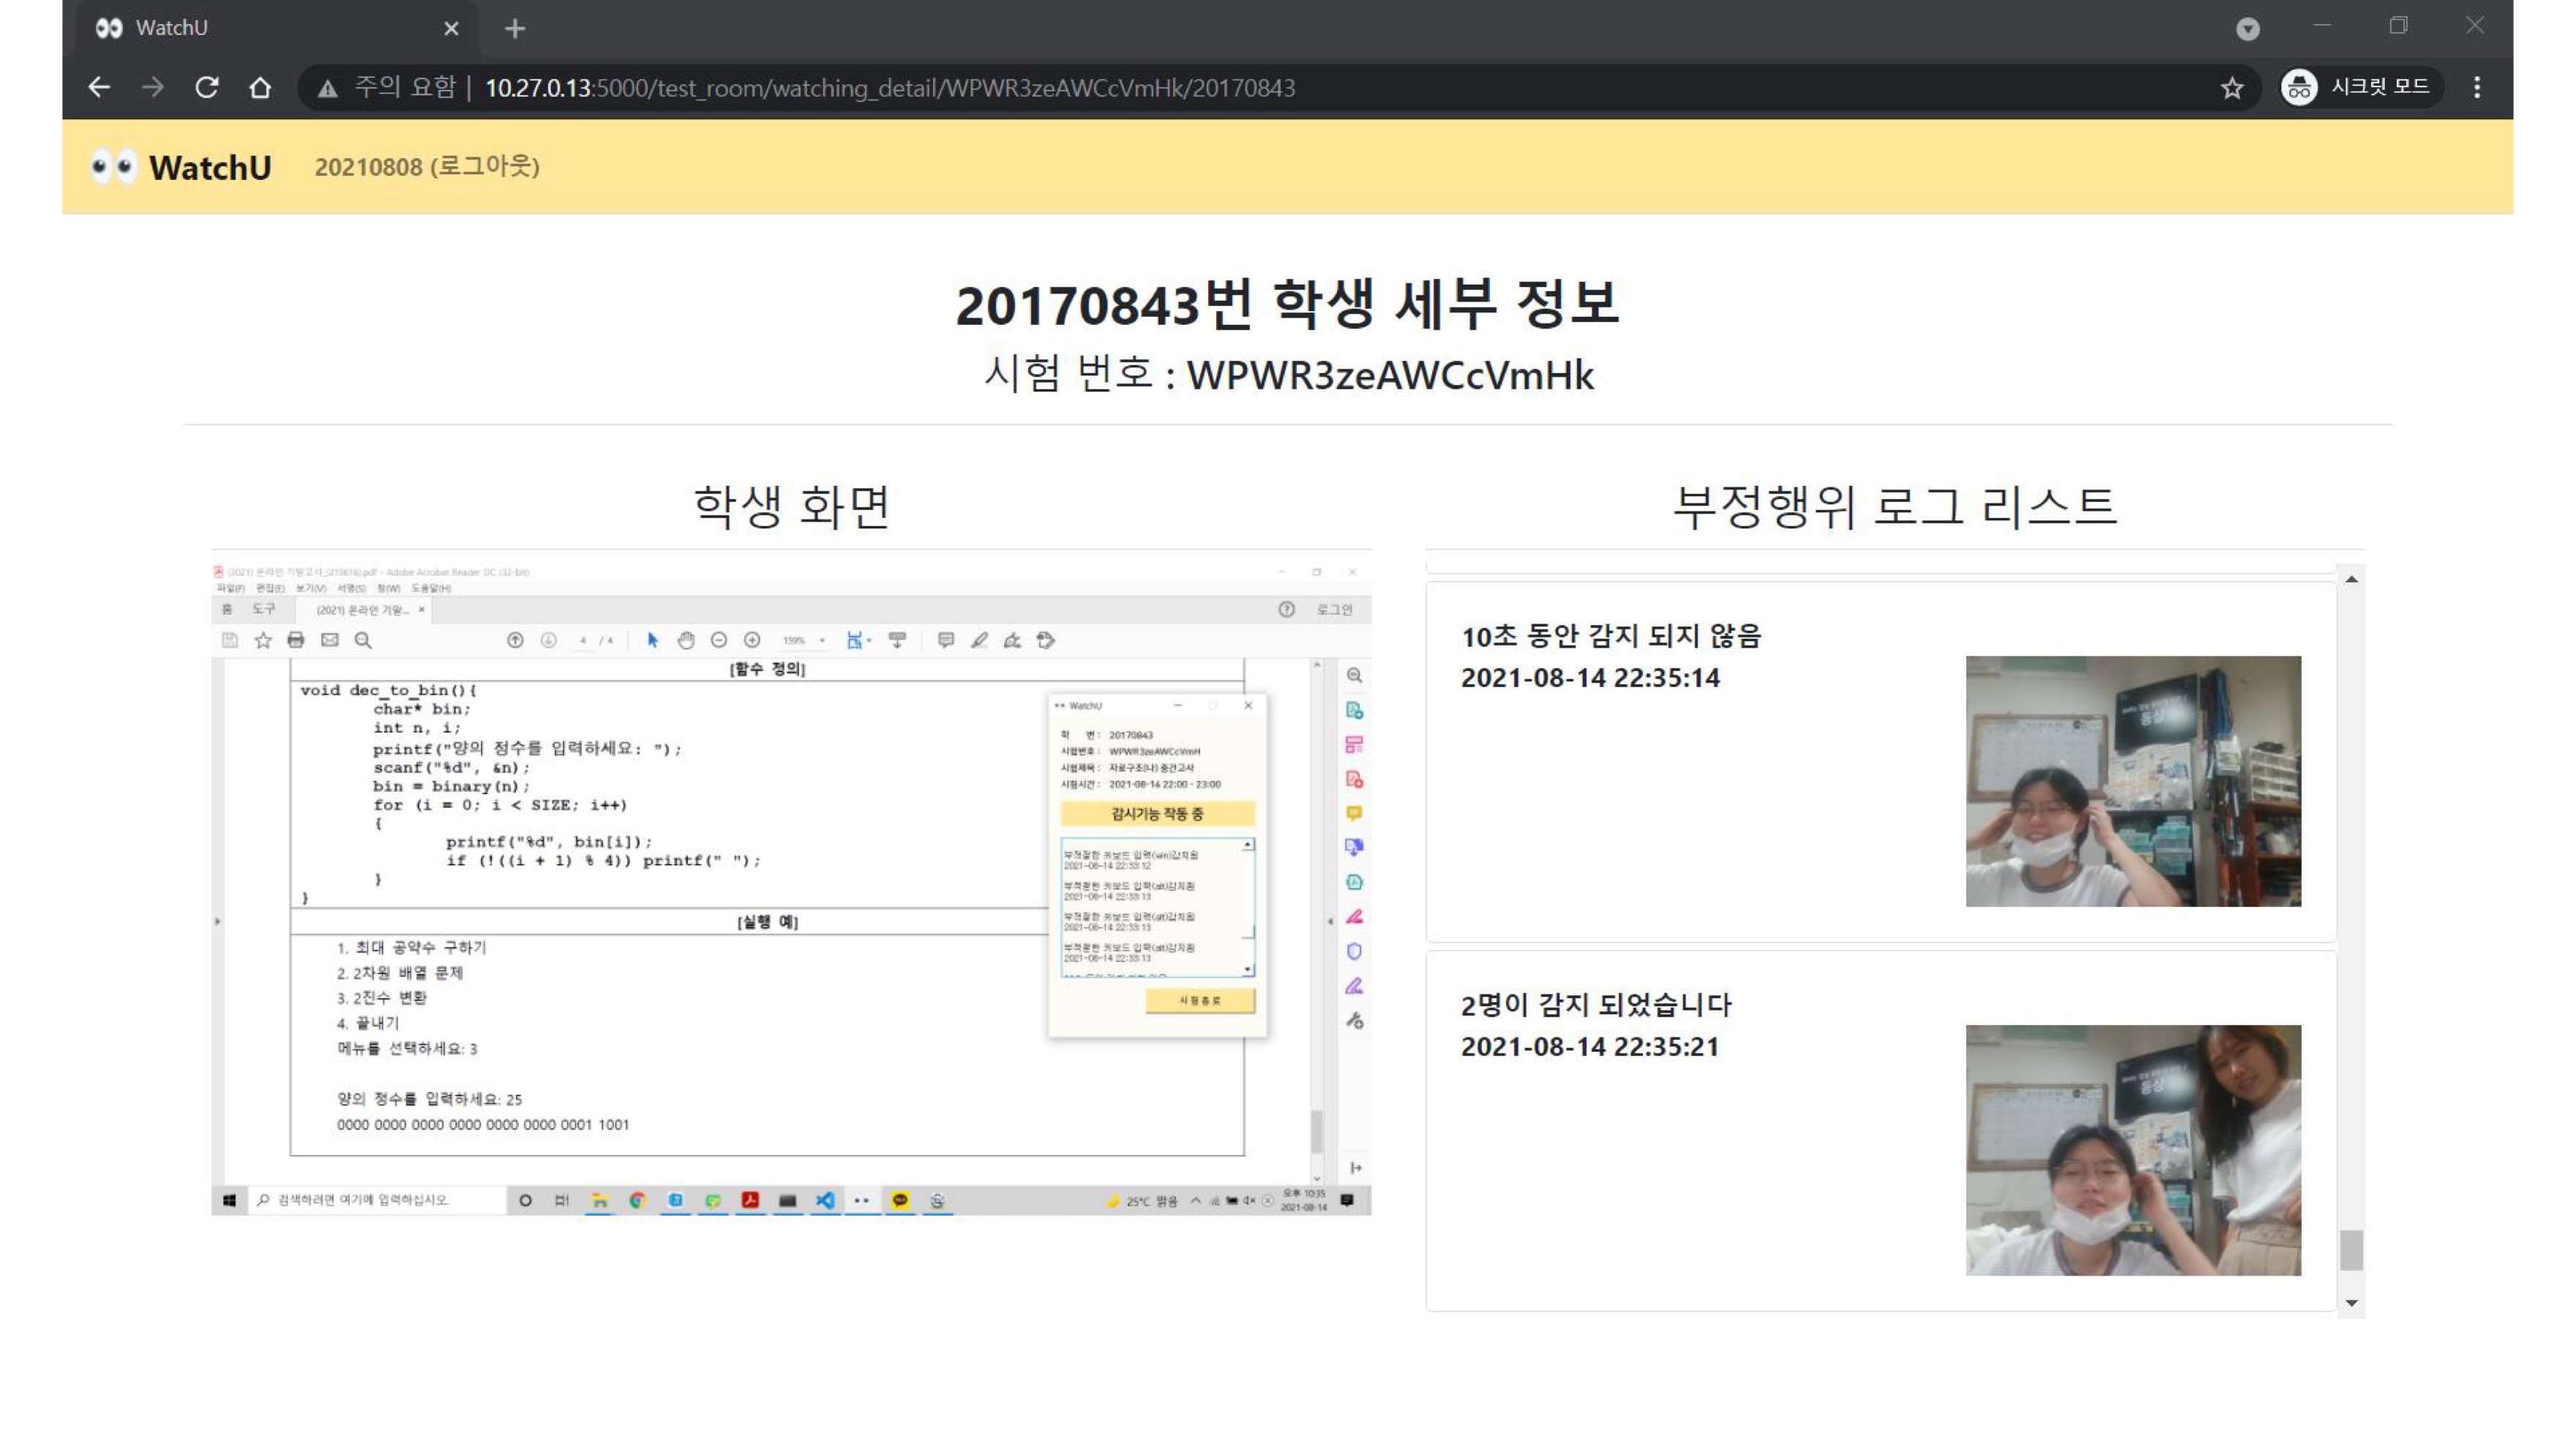 WatchU
주의 요함 | 10.27.0.13:5000/test_room/watching_detail/WPWR3zeAWCcVmHk/20170843
시크릿 모드
WatchU 20210808 (로그아웃)
20170843번 학생 세부 정보
시험 번호 : WPWR3zeAWCcVmHk
학생 화면
(2021) 온라인 기말고사_(210616).pdf - Adobe Acrobat Reader DC (32-bit)
파일(F) 편집(E) 보기(V) 서명(S) 창(W) 도움말(H)
홈 도구 (2021) 온라인 기말... × 로그인
4 / 4 159%
[함수 정의]
void dec_to_bin(){
char* bin;
int n, i;
printf("양의 정수를 입력하세요: ");
scanf("%d", &n);
bin = binary(n);
for (i = 0; i < SIZE; i++)
{
printf("%d", bin[i]);
if (!((i + 1) % 4)) printf(" ");
}
}
[실행 예]
1. 최대 공약수 구하기
2. 2차원 배열 문제
3. 2진수 변환
4. 끝내기
메뉴를 선택하세요: 3
양의 정수를 입력하세요: 25
0000 0000 0000 0000 0000 0000 0001 1001
WatchU
학 번 : 20170843
시험번호 : WPWR3zeAWCcVmH
시험제목 : 자료구조(나) 중간고사
시험시간 : 2021-08-14 22:00 - 23:00
감시기능 작동 중
부적절한 키보드 입력(win)감지됨
2021-08-14 22:33:12
부적절한 키보드 입력(alt)감지됨
2021-08-14 22:33:13
부적절한 키보드 입력(alt)감지됨
2021-08-14 22:33:13
부적절한 키보드 입력(alt)감지됨
2021-08-14 22:33:13
시험종료
검색하려면 여기에 입력하십시오.
25°C 맑음
오후 10:35
2021-08-14
부정행위 로그 리스트
10초 동안 감지 되지 않음
2021-08-14 22:35:14
동상
2명이 감지 되었습니다
2021-08-14 22:35:21
동상